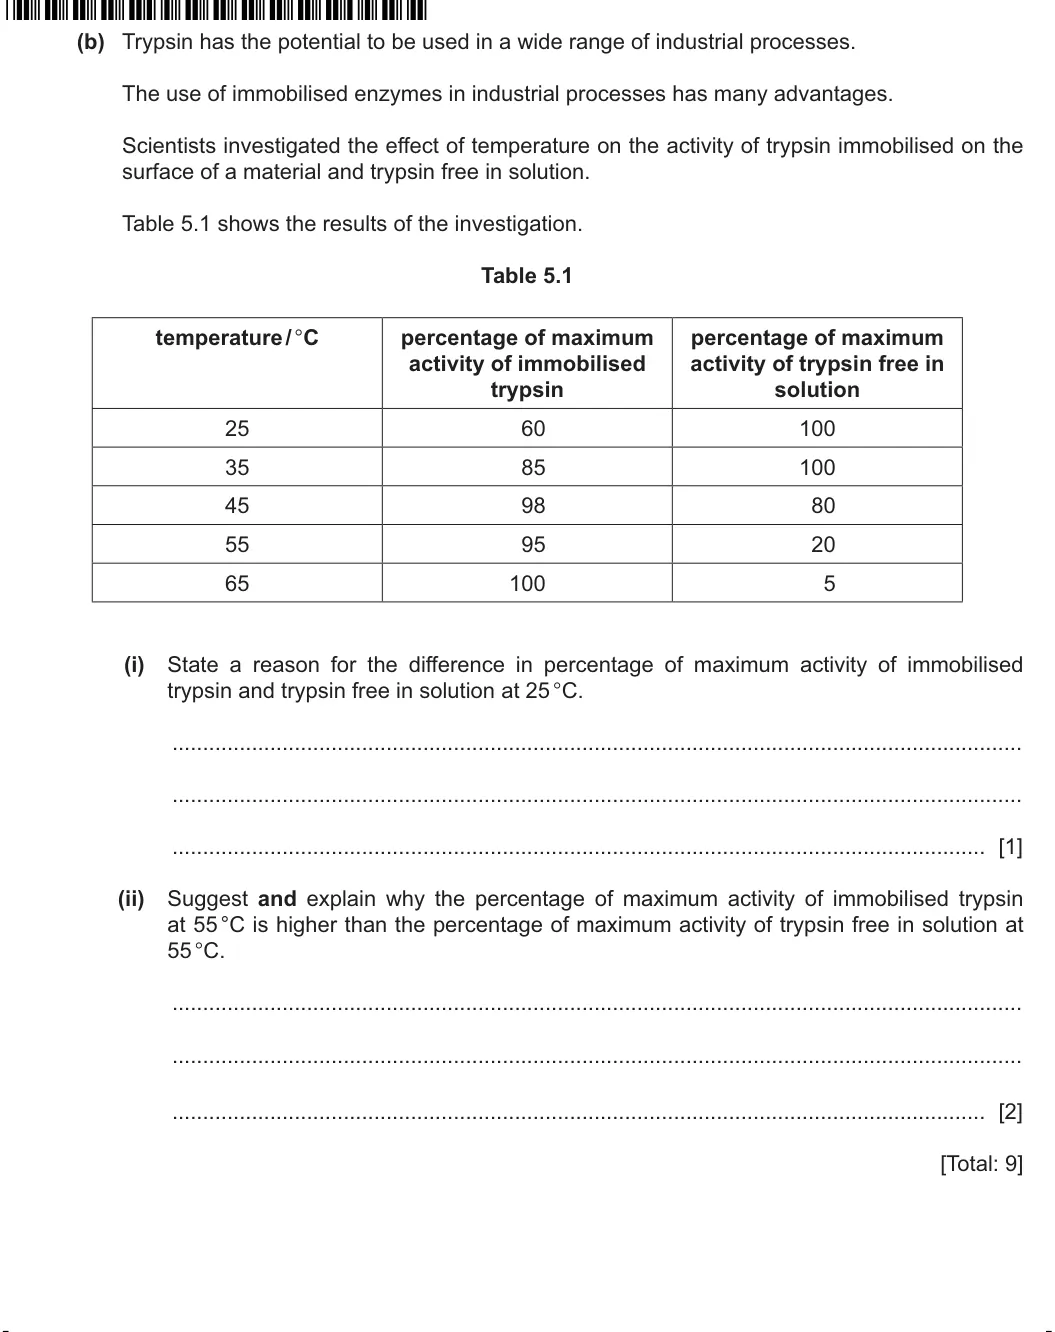 (b) Trypsin has the potential to be used in a wide range of industrial processes.
The use of immobilised enzymes in industrial processes has many advantages.
Scientists investigated the effect of temperature on the activity of trypsin immobilised on the
surface of a material and trypsin free in solution.
Table 5.1 shows the results of the investigation.
Table 5.1
temperature / °C percentage of maximum activity of immobilised trypsin percentage of maximum activity of trypsin free in solution
25 60 100
35 85 100
45 98 80
55 95 20
65 100 5
(i) State a reason for the difference in percentage of maximum activity of immobilised
trypsin and trypsin free in solution at 25 °C.
...................................................................................................................................
...................................................................................................................................
............................................................................................................................. [1]
(ii) Suggest and explain why the percentage of maximum activity of immobilised trypsin
at 55 °C is higher than the percentage of maximum activity of trypsin free in solution at
55 °C.
...................................................................................................................................
...................................................................................................................................
............................................................................................................................. [2]
[Total: 9]